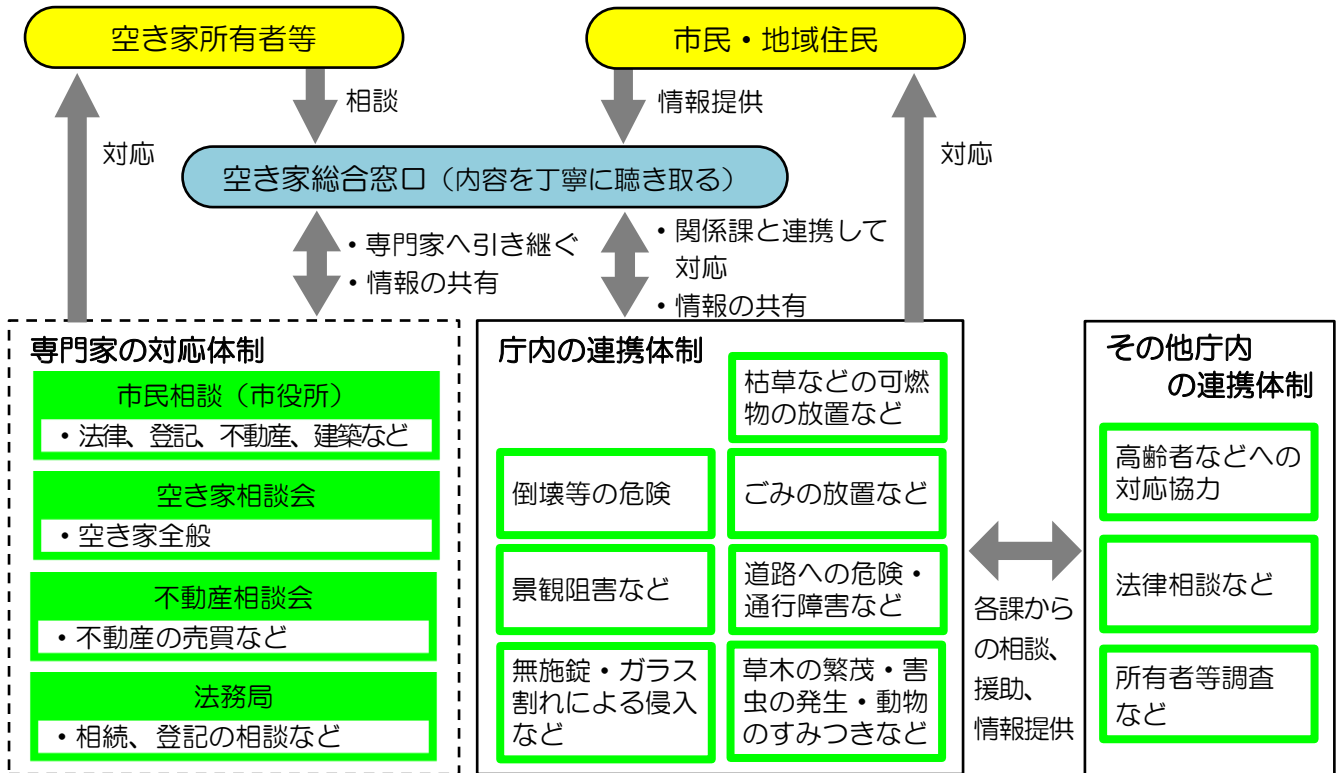 空き家所有者等
市民・地域住民
相談
情報提供
対応
対応
空き家総合窓口（内容を丁寧に聴き取る）
・専門家へ引き継ぐ
・情報の共有
・関係課と連携して
対応
・情報の共有
専門家の対応体制
市民相談（市役所）
・法律、登記、不動産、建築など
空き家相談会
・空き家全般
不動産相談会
・不動産の売買など
法務局
・相続、登記の相談など
庁内の連携体制
枯草などの可燃
物の放置など
倒壊等の危険
ごみの放置など
景観阻害など
道路への危険・
通行障害など
無施錠・ガラス
割れによる侵入
など
草木の繁茂・害
虫の発生・動物
のすみつきなど
各課から
の相談、
援助、
情報提供
その他庁内
の連携体制
高齢者などへの
対応協力
法律相談など
所有者等調査
など